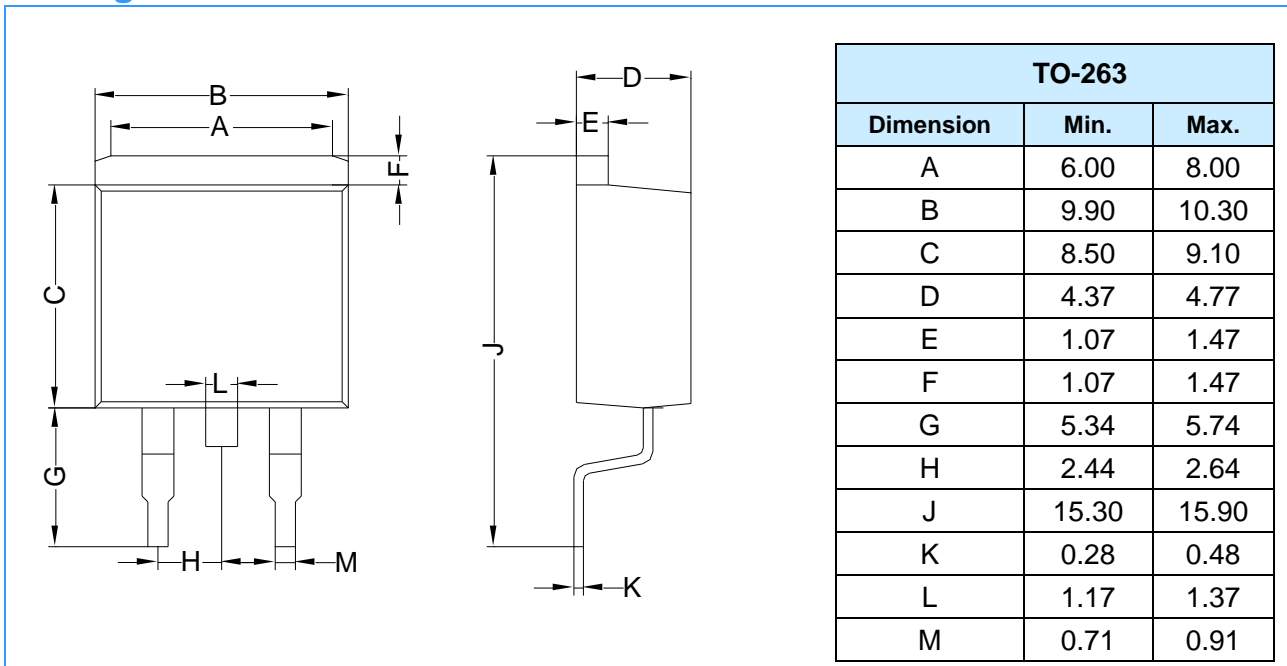 B
A
F
C
L
G
H
M
D
E
J
K
TO-263
Dimension Min. Max.
A 6.00 8.00
B 9.90 10.30
C 8.50 9.10
D 4.37 4.77
E 1.07 1.47
F 1.07 1.47
G 5.34 5.74
H 2.44 2.64
J 15.30 15.90
K 0.28 0.48
L 1.17 1.37
M 0.71 0.91